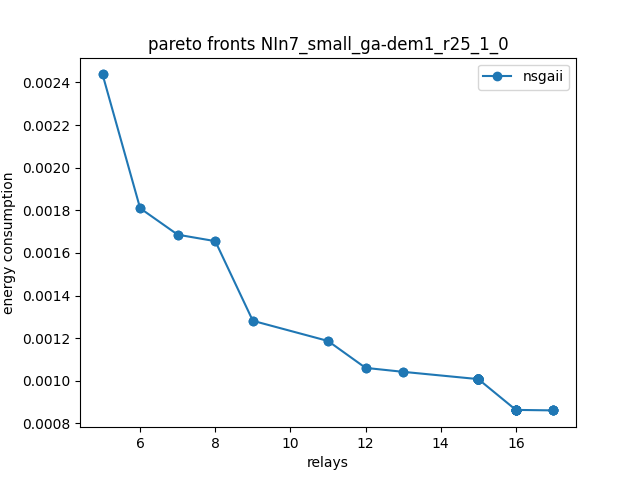 pareto fronts NIn7_small_ga-dem1_r25_1_0
nsgaii
0.0024
0.0022
0.0020
0.0018
0.0016
0.0014
0.0012
0.0010
0.0008
energy consumption
6 8 10 12 14 16
relays